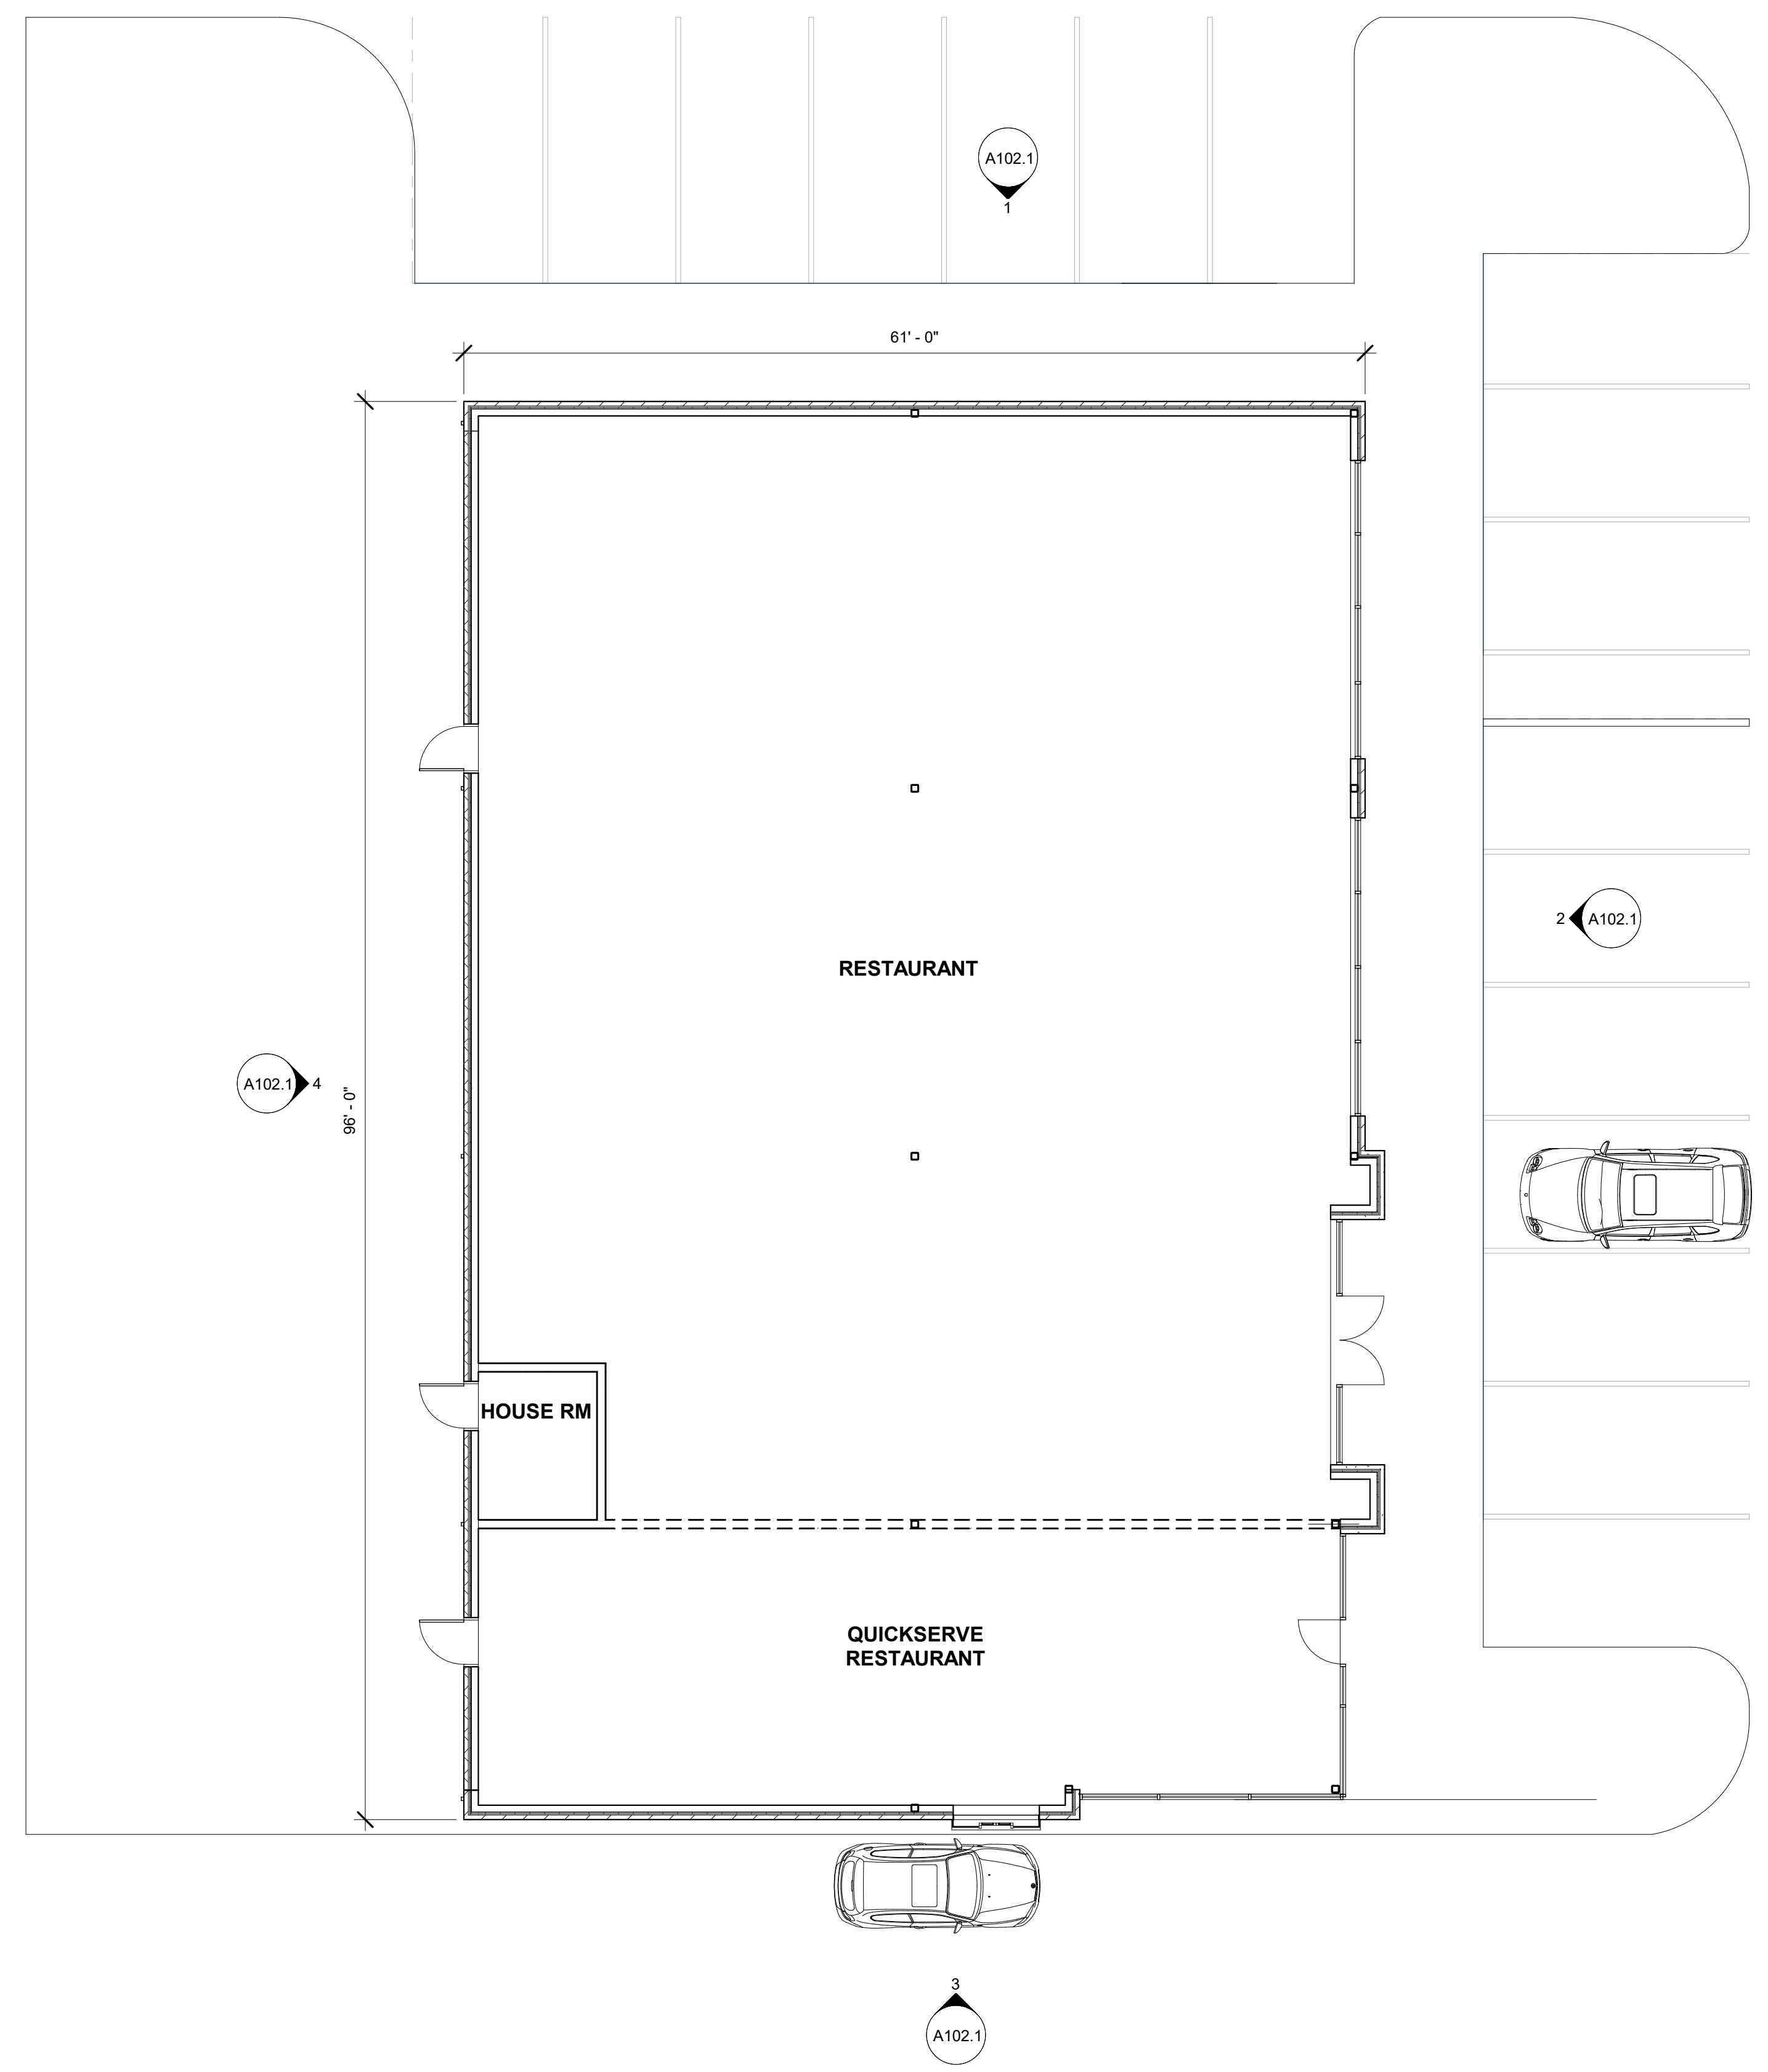 A102.1
1
61' - 0"
2
A102.1
RESTAURANT
A102.1
4
96' - 0"
HOUSE RM
QUICKSERVE
RESTAURANT
3
A102.1